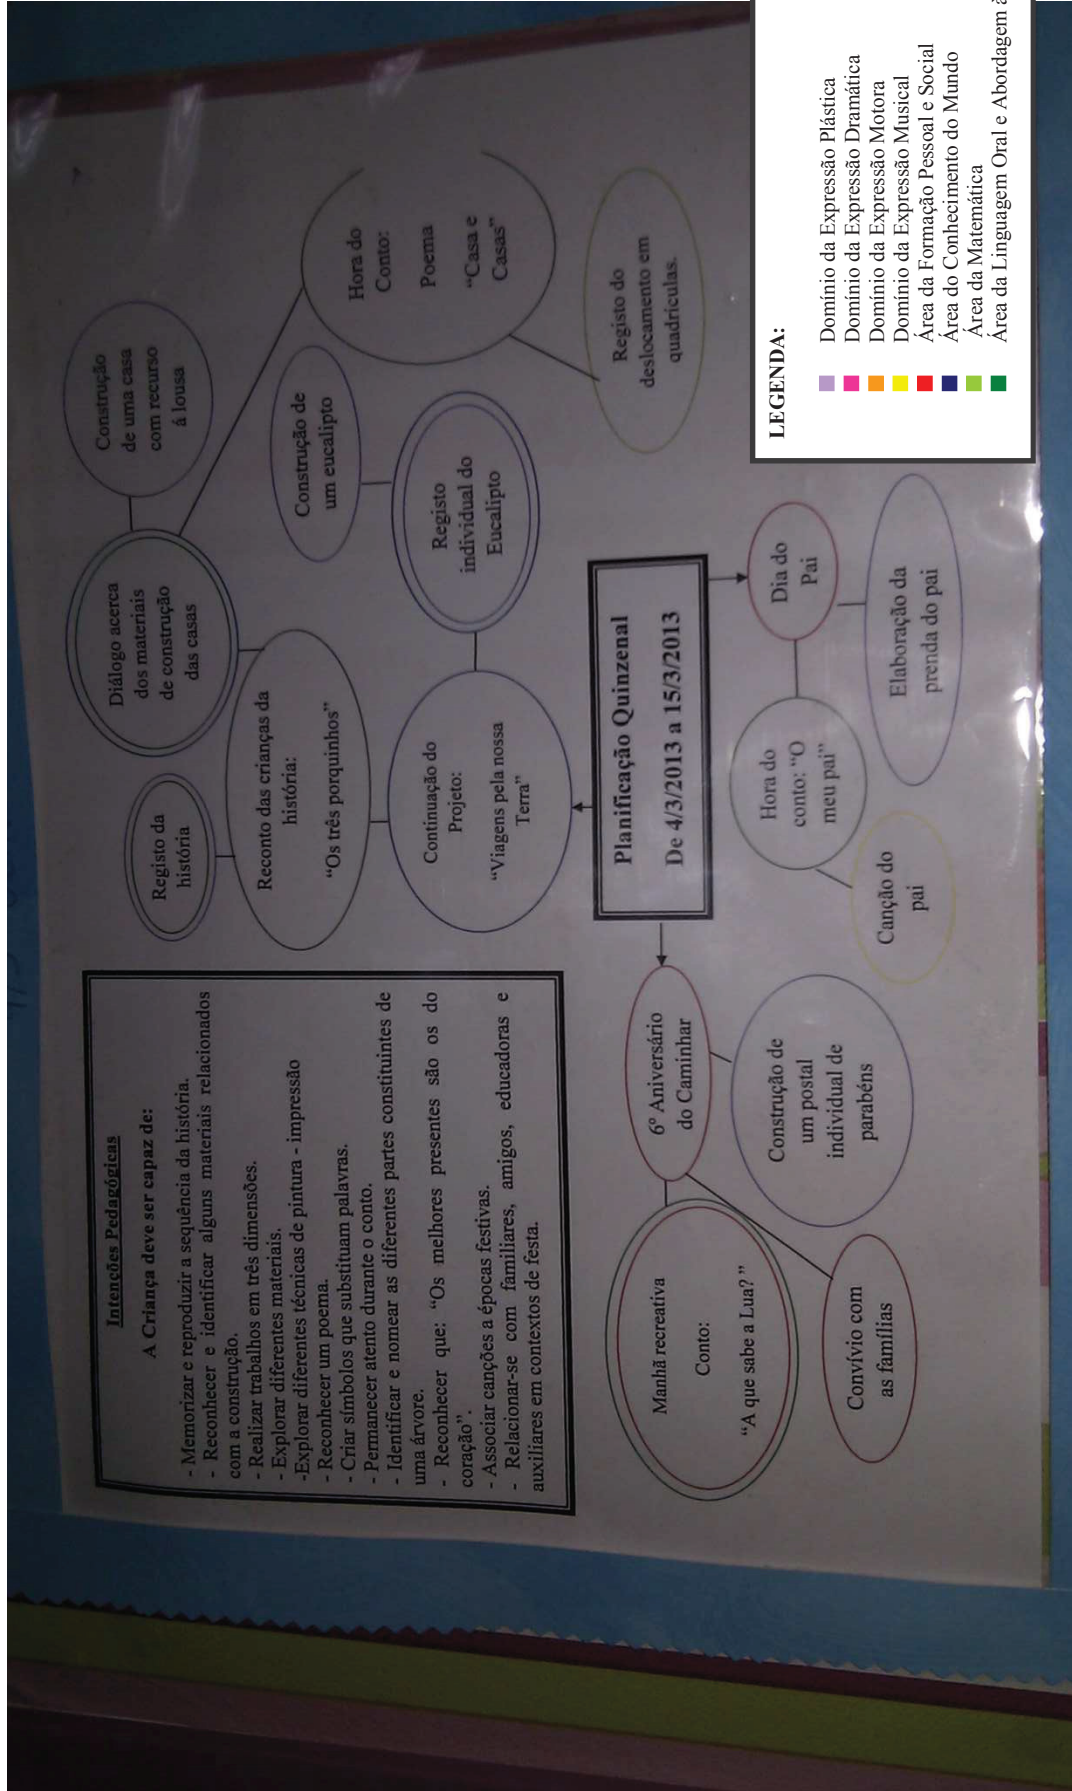 Intenções Pedagógicas
A Criança deve ser capaz de:
- Memorizar e reproduzir a sequência da história.
- Reconhecer e identificar alguns materiais relacionados
com a construção.
- Realizar trabalhos em três dimensões.
- Explorar diferentes materiais.
-Explorar diferentes técnicas de pintura - impressão
- Reconhecer um poema.
- Criar símbolos que substituam palavras.
- Permanecer atento durante o conto.
- Identificar e nomear as diferentes partes constituintes de
uma árvore.
- Reconhecer que: “Os melhores presentes são os do
coração”.
- Associar canções a épocas festivas.
- Relacionar-se com familiares, amigos, educadoras e
auxiliares em contextos de festa.
Registo da
história
Diálogo acerca
dos materiais
de construção
das casas
Construção
de uma casa
com recurso
á lousa
Reconto das crianças da
história:
“Os três porquinhos”
Construção de
um eucalipto
Hora do
Conto:
Poema
“Casa e
Casas”
Continuação do
Projeto:
“Viagens pela nossa
Terra”
Registo
individual do
Eucalipto
Registo do
deslocamento em
quadrículas.
Planificação Quinzenal
De 4/3/2013 a 15/3/2013
6º Aniversário
do Caminhar
Manhã recreativa
Conto:
“A que sabe a Lua?”
Construção de
um postal
individual de
parabéns
Convívio com
as famílias
Hora do
conto: “O
meu pai”
Dia do
Pai
Canção do
pai
Elaboração da
prenda do pai
LEGENDA:
Domínio da Expressão Plástica
Domínio da Expressão Dramática
Domínio da Expressão Motora
Domínio da Expressão Musical
Área da Formação Pessoal e Social
Área do Conhecimento do Mundo
Área da Matemática
Área da Linguagem Oral e Abordagem à